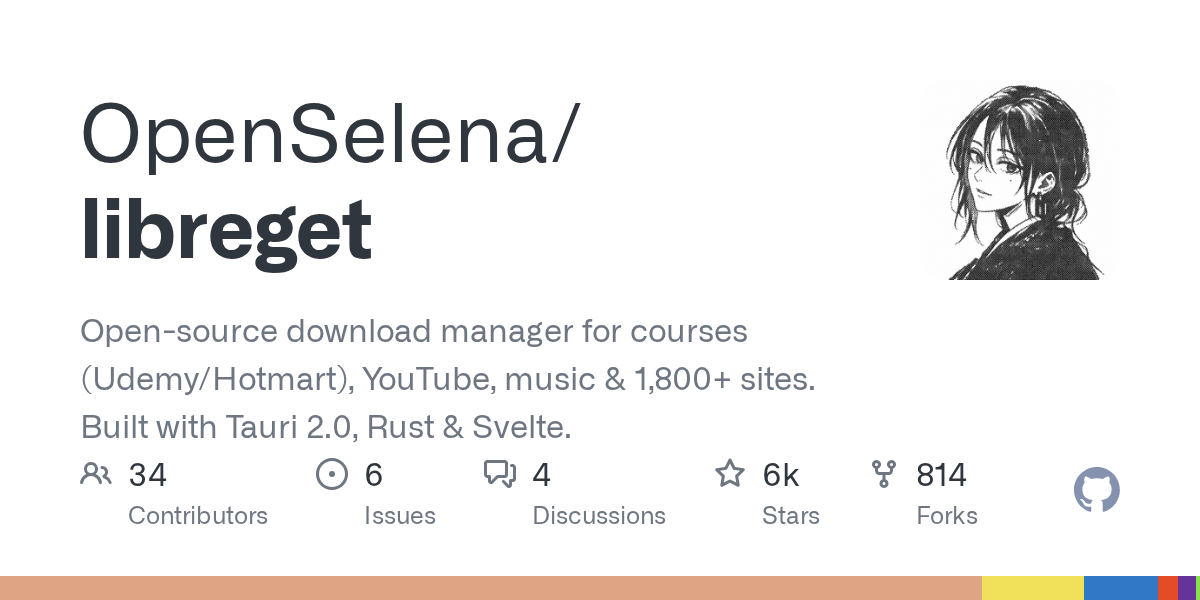 OpenSelena/
libreget
Open-source download manager for courses
(Udemy/Hotmart), YouTube, music & 1,800+ sites.
Built with Tauri 2.0, Rust & Svelte.
34 6 4 6k 814
Contributors Issues Discussions Stars Forks